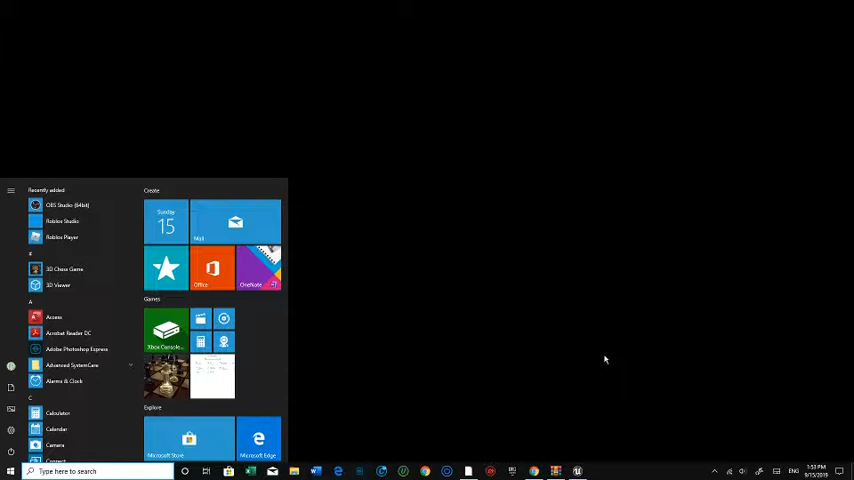 Recently added
OBS Studio (64bit)
Roblox Studio
Roblox Player
#
3D Chess Game
3D Viewer
A
Access
Acrobat Reader DC
Adobe Photoshop Express
Advanced SystemCare
Alarms & Clock
C
Calculator
Calendar
Camera
Connect
Create
Sunday
15
Mail
Office
OneNote
Games
Xbox Console...
Explore
Microsoft Store
Microsoft Edge
Type here to search
ENG
1:53 PM
9/15/2019